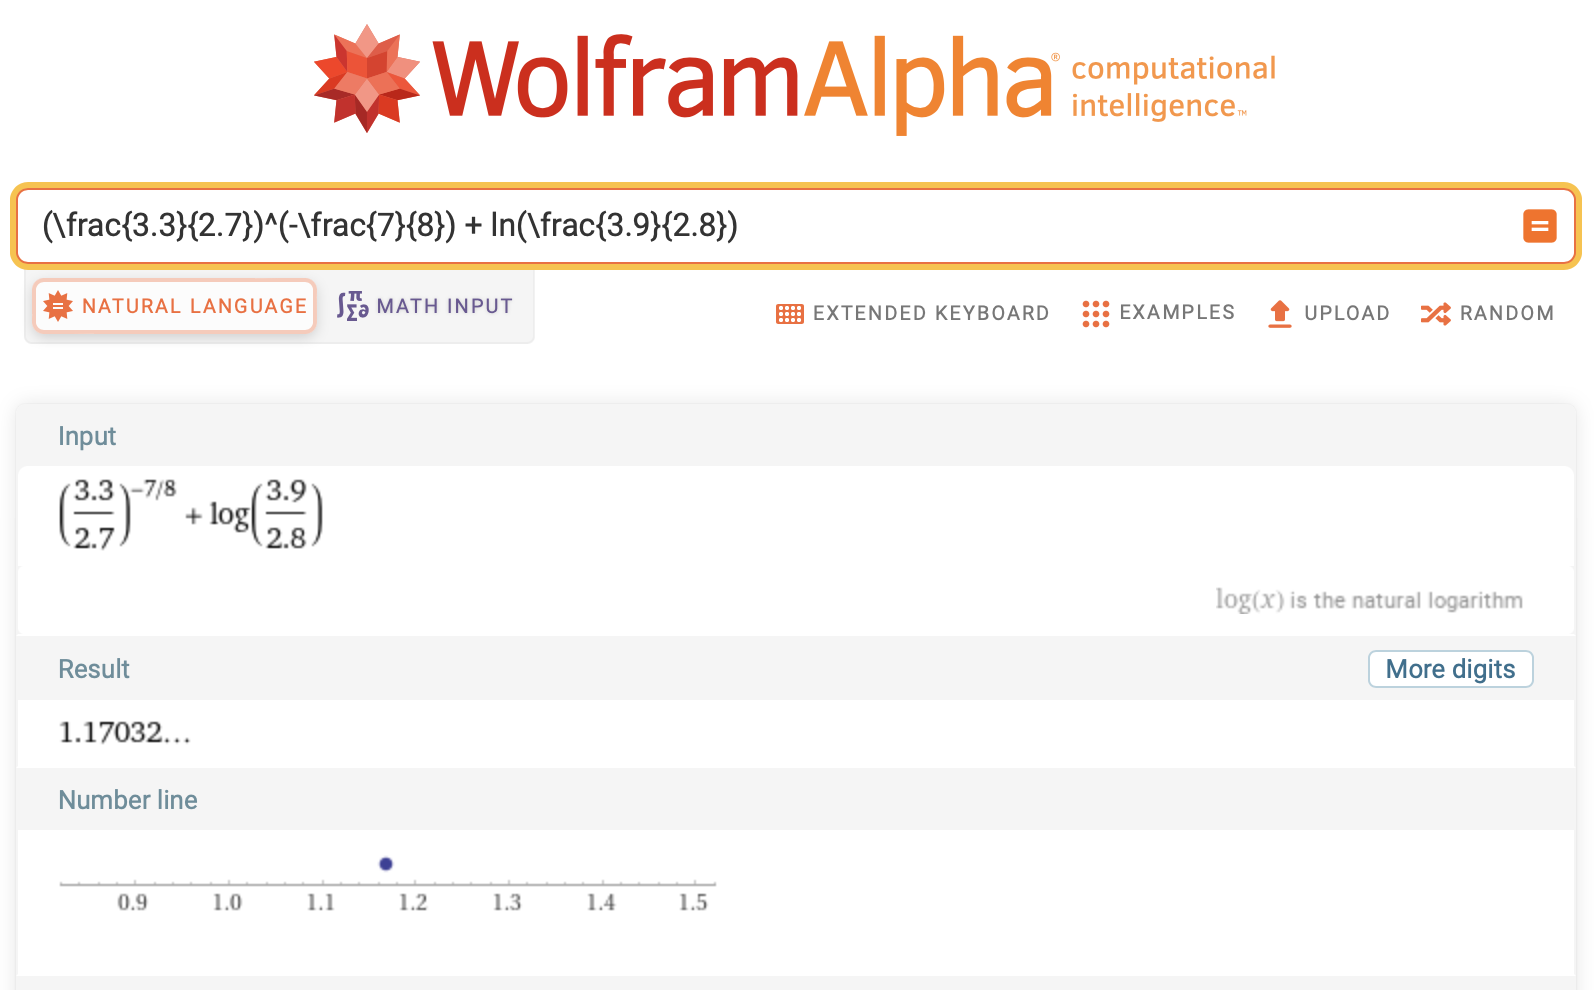 WolframAlpha® computational
intelligence™
(\frac{3.3}{2.7})^(-\frac{7}{8}) + ln(\frac{3.9}{2.8})
=
NATURAL LANGUAGE
MATH INPUT
EXTENDED KEYBOARD
EXAMPLES
UPLOAD
RANDOM
Input
(3.3/2.7)^−7/8 + log(3.9/2.8)
log(x) is the natural logarithm
Result
More digits
1.17032...
Number line
0.9 1.0 1.1 1.2 1.3 1.4 1.5